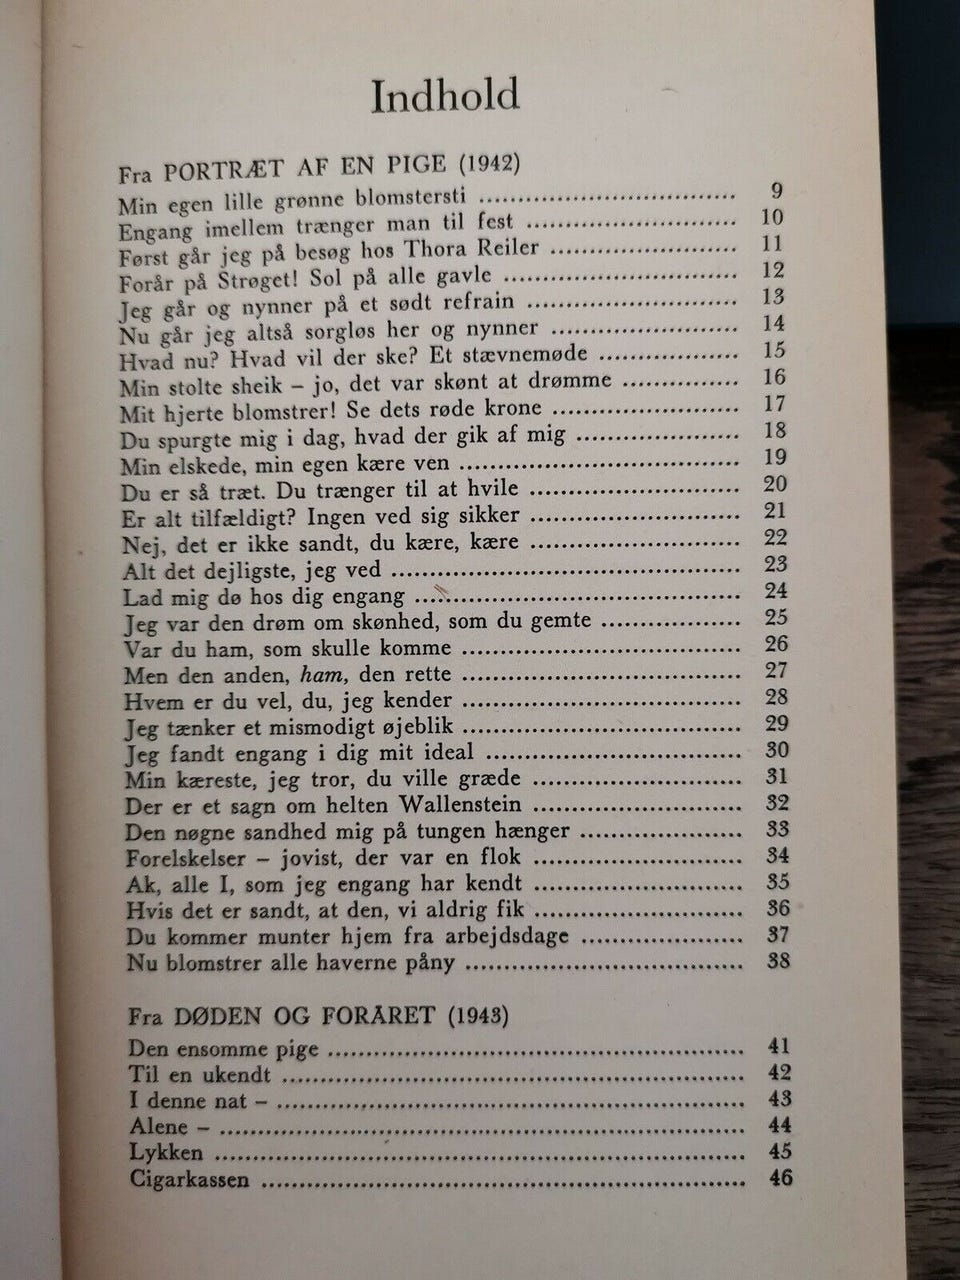 Indhold
Fra PORTRÆT AF EN PIGE (1942)
Min egen lille grønne blomstersti ................................ 9
Engang imellem trænger man til fest .......................... 10
Først går jeg på besøg hos Thora Reiler ....................... 11
Forår på Strøget! Sol på alle gavle ............................. 12
Jeg går og nynner på et sødt refrain .......................... 13
Nu går jeg altså sorgløs her og nynner ....................... 14
Hvad nu? Hvad vil der ske? Et stævnemøde ................. 15
Min stolte sheik – jo, det var skønt at drømme .............. 16
Mit hjerte blomstrer! Se dets røde krone ....................... 17
Du spurgte mig i dag, hvad der gik af mig .................... 18
Min elskede, min egen kære ven ................................... 19
Du er så træt. Du trænger til at hvile .......................... 20
Er alt tilfældigt? Ingen ved sig sikker .......................... 21
Nej, det er ikke sandt, du kære, kære .......................... 22
Alt det dejligste, jeg ved ........................................... 23
Lad mig dø hos dig engang ........................................ 24
Jeg var den drøm om skønhed, som du gemte ................. 25
Var du ham, som skulle komme .................................. 26
Men den anden, ham, den rette .................................. 27
Hvem er du vel, du, jeg kender .................................. 28
Jeg tænker et mismodigt øjeblik .................................. 29
Jeg fandt engang i dig mit ideal ................................ 30
Min kæreste, jeg tror, du ville græde .......................... 31
Der er et sagn om helten Wallenstein .......................... 32
Den nøgne sandhed mig på tungen hænger .................... 33
Forelskelser – jovist, der var en flok .......................... 34
Ak, alle I, som jeg engang har kendt .......................... 35
Hvis det er sandt, at den, vi aldrig fik .......................... 36
Du kommer munter hjem fra arbejdsdage .................... 37
Nu blomstrer alle haverne påny .................................. 38
Fra DØDEN OG FORÅRET (1943)
Den ensomme pige .................................................... 41
Til en ukendt .......................................................... 42
I denne nat – .......................................................... 43
Alene – ................................................................. 44
Lykken .................................................................. 45
Cigarkassen ............................................................ 46